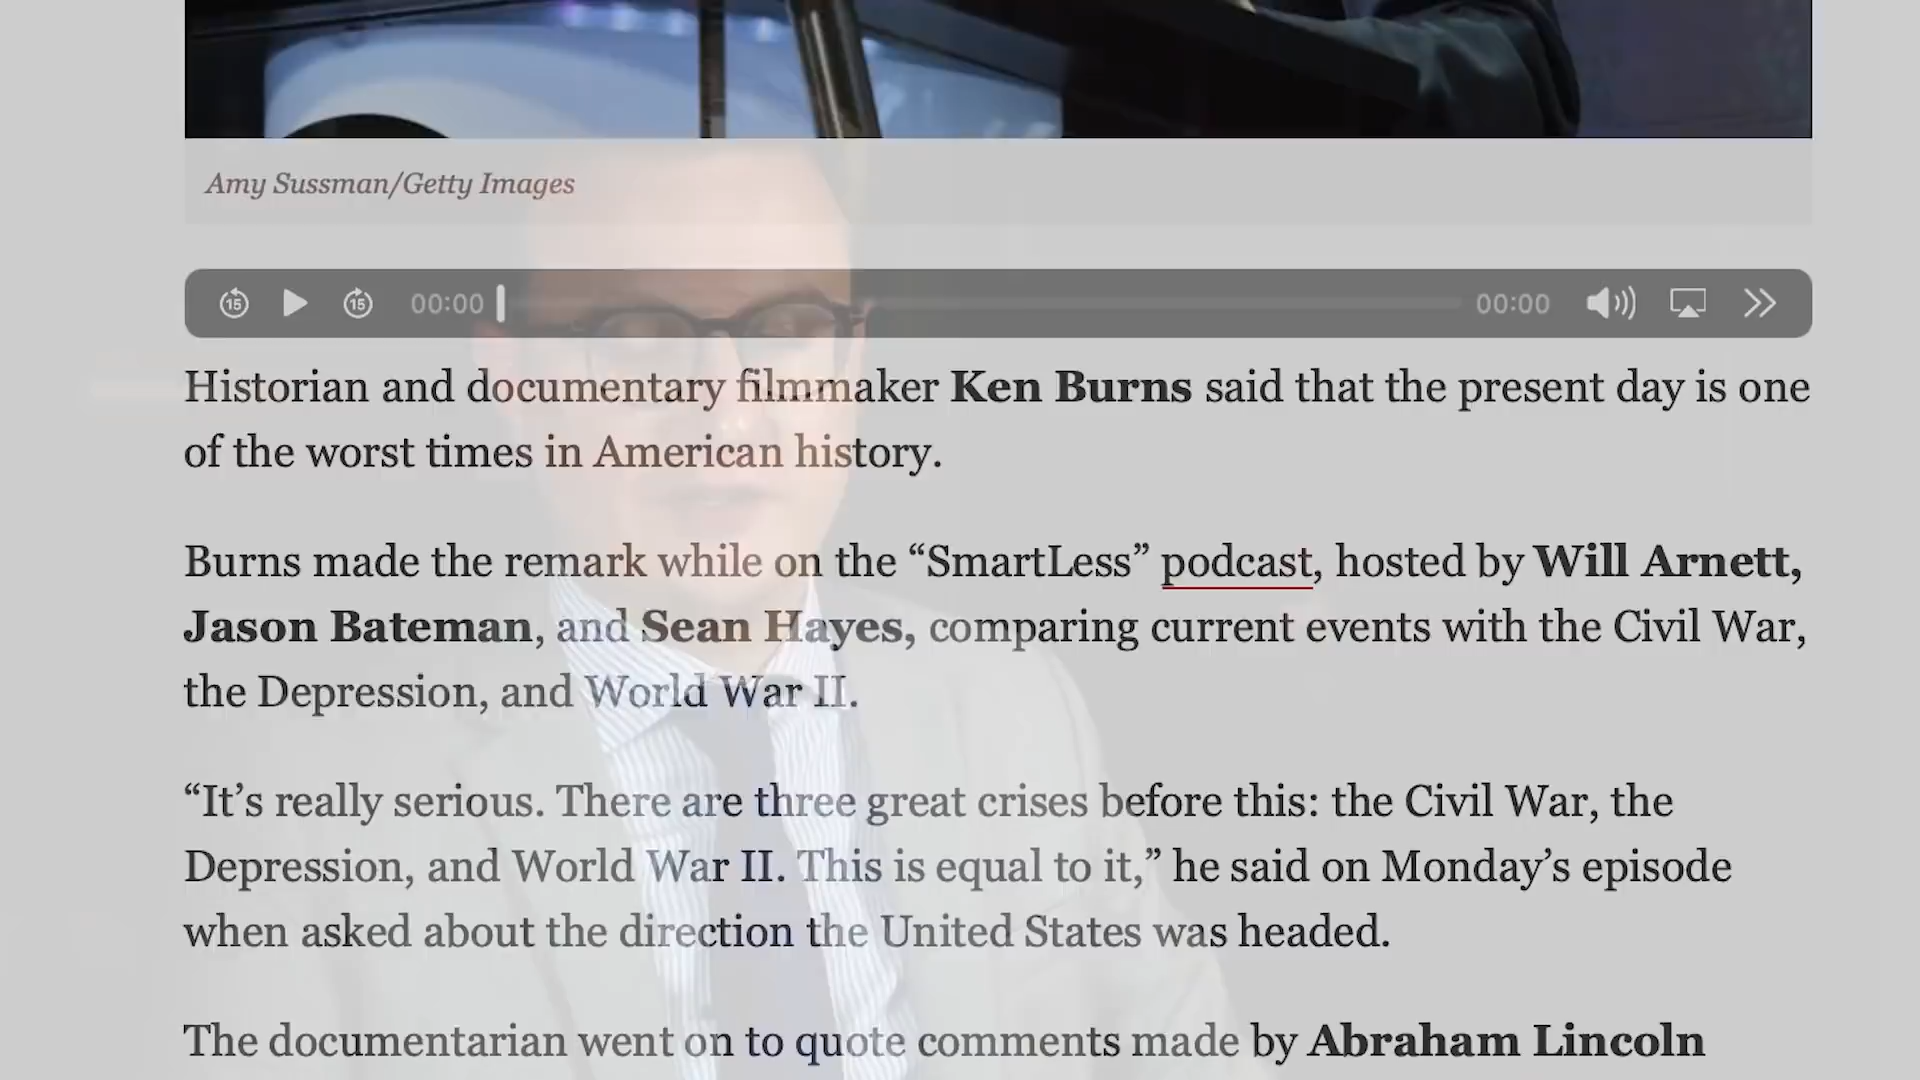 Amy Sussman/Getty Images
15 15 00:00 00:00
Historian and documentary filmmaker Ken Burns said that the present day is one
of the worst times in American history.
Burns made the remark while on the “SmartLess” podcast, hosted by Will Arnett,
Jason Bateman, and Sean Hayes, comparing current events with the Civil War,
the Depression, and World War II.
“It’s really serious. There are three great crises before this: the Civil War, the
Depression, and World War II. This is equal to it,” he said on Monday’s episode
when asked about the direction the United States was headed.
The documentarian went on to quote comments made by Abraham Lincoln